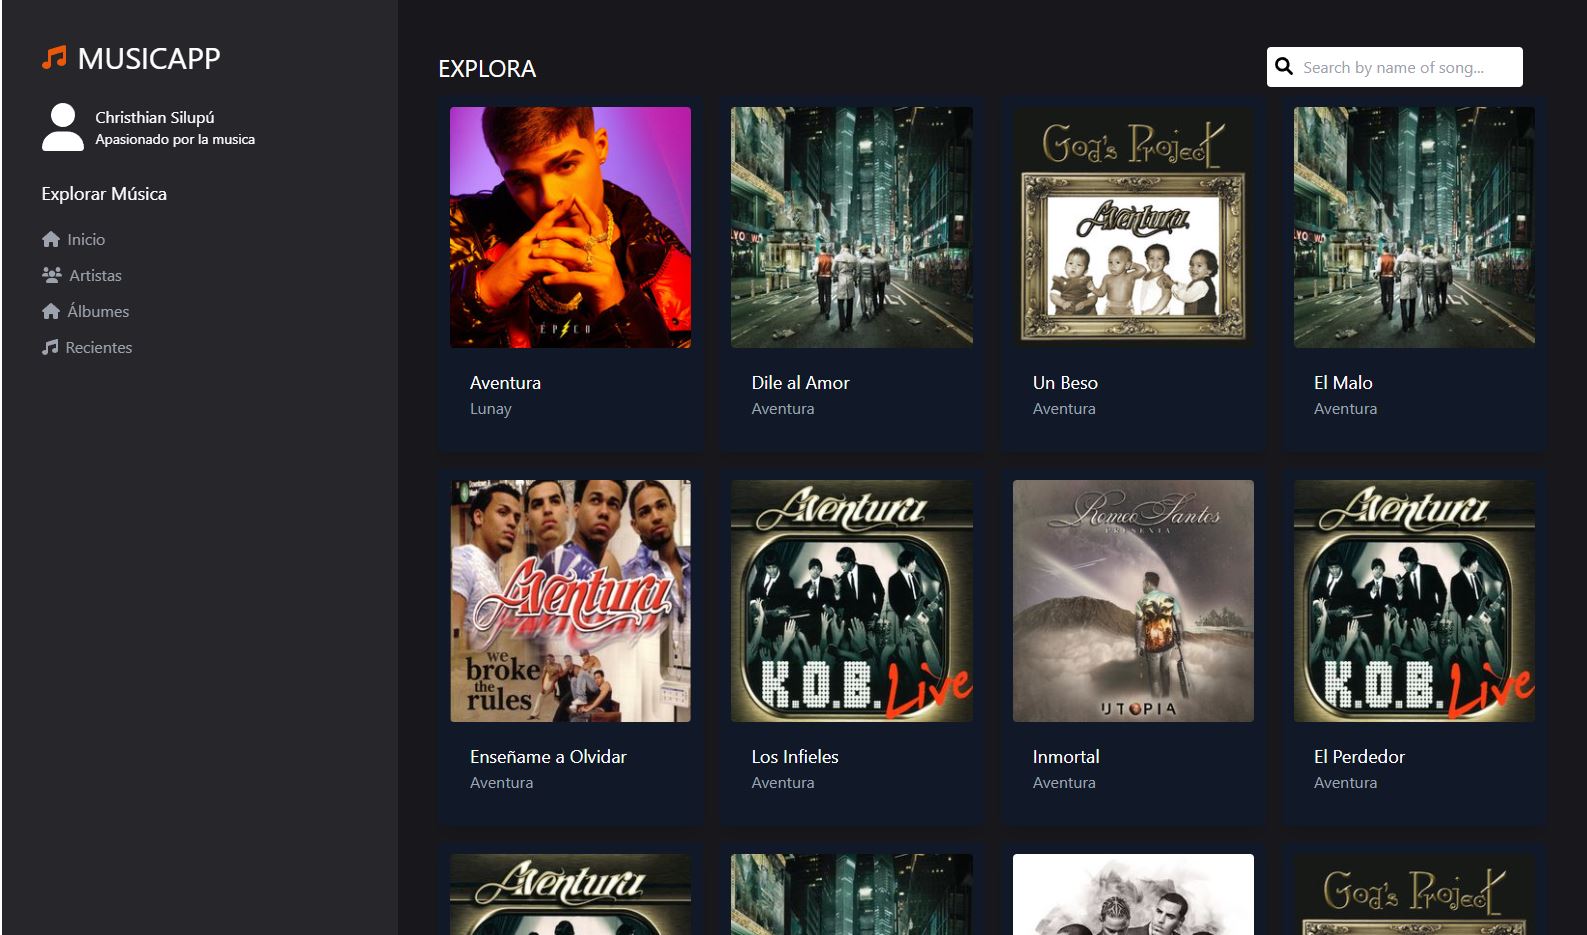 MUSICAPP
Christhian Silupú
Apasionado por la musica
Explorar Música
Inicio
Artistas
Álbumes
Recientes
EXPLORA
Search by name of song...
ÉPICO
Aventura
Lunay
LYO
Dile al Amor
Aventura
God's Project
Aventura
Un Beso
Aventura
LYO
El Malo
Aventura
Aventura
we
broke
the
rules
Enseñame a Olvidar
Aventura
Aventura
K.O.B. Live
Los Infieles
Aventura
Romeo Santos
PRESENTA
UTOPIA
Inmortal
Aventura
Aventura
K.O.B. Live
El Perdedor
Aventura
Aventura
God's Project